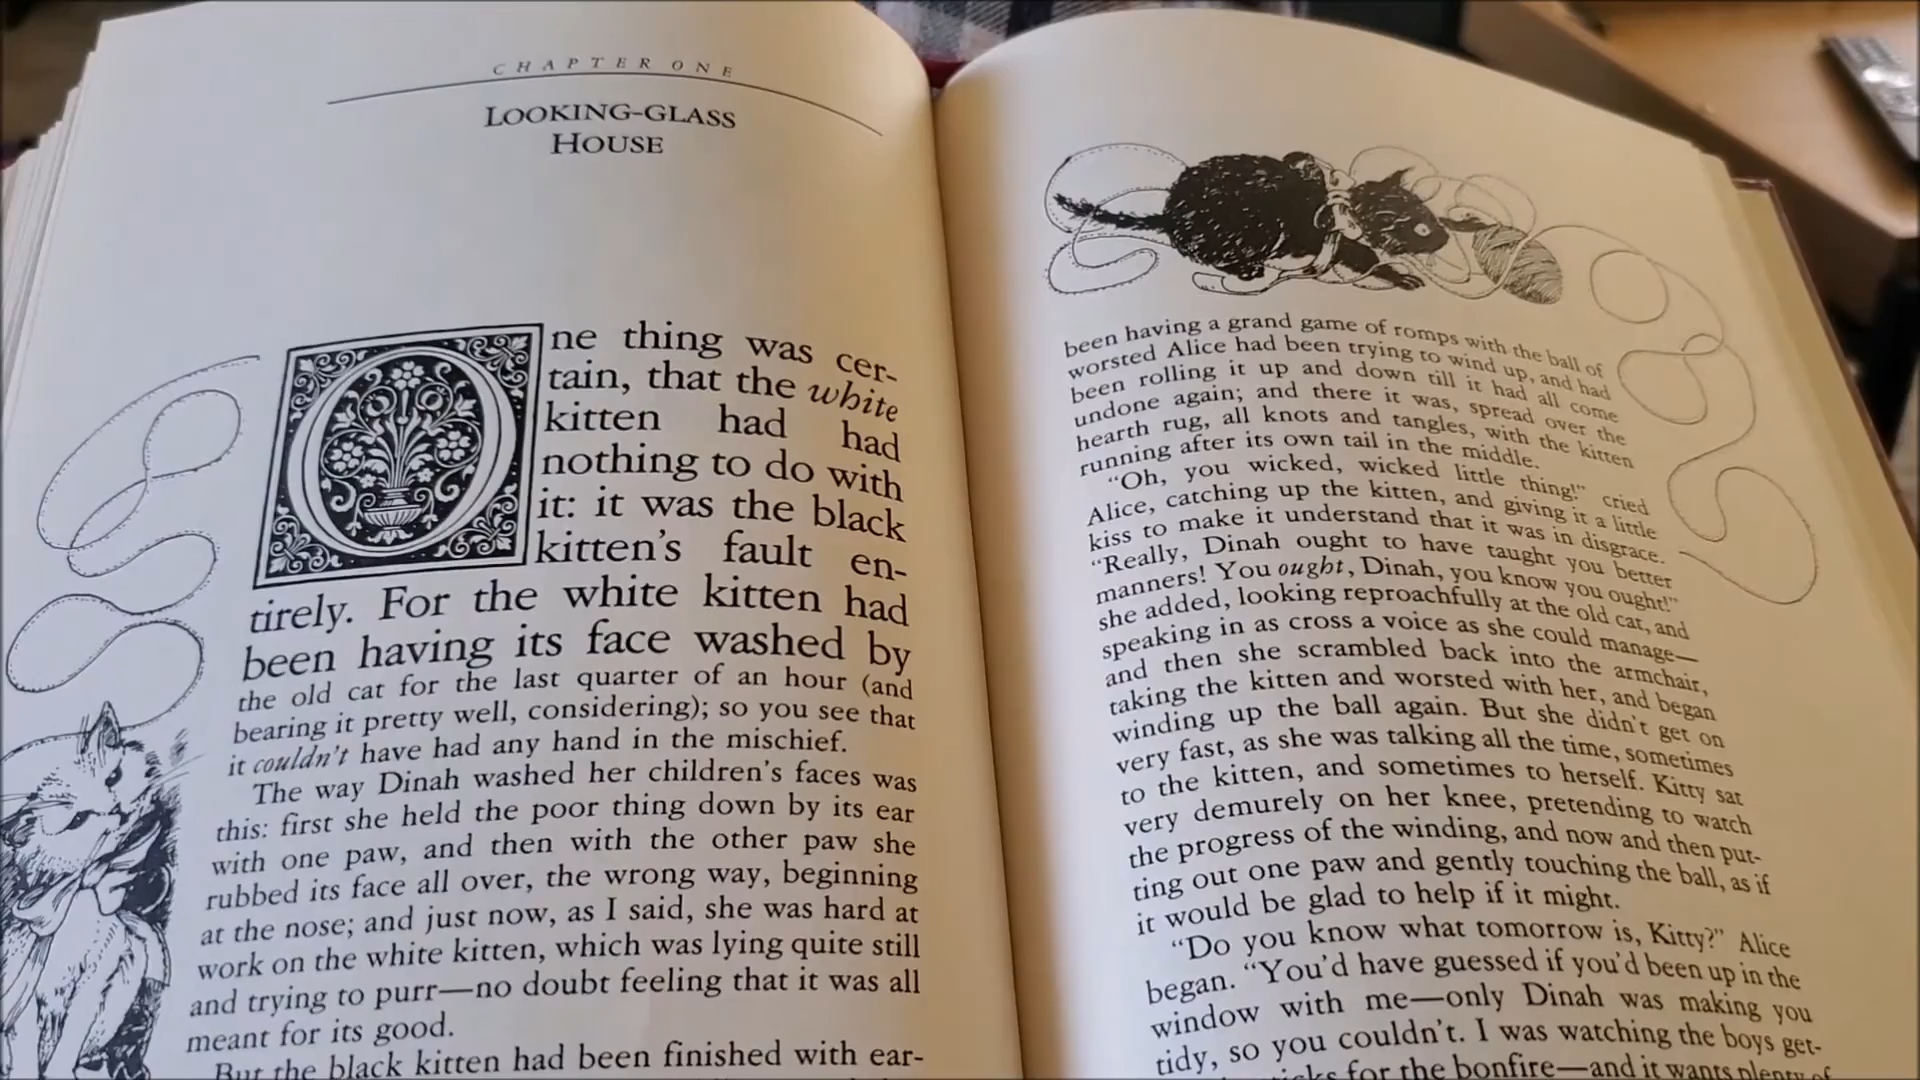 CHAPTER ONE
LOOKING-GLASS
HOUSE
One thing was cer-
tain, that the white
kitten had had
nothing to do with
it: it was the black
kitten's fault en-
tirely. For the white kitten had
been having its face washed by
the old cat for the last quarter of an hour (and
bearing it pretty well, considering); so you see that
it couldn't have had any hand in the mischief.
The way Dinah washed her children's faces was
this: first she held the poor thing down by its ear
with one paw, and then with the other paw she
rubbed its face all over, the wrong way, beginning
at the nose; and just now, as I said, she was hard at
work on the white kitten, which was lying quite still
and trying to purr—no doubt feeling that it was all
meant for its good.
But the black kitten had been finished with ear-
been having a grand game of romps with the ball of
worsted Alice had been trying to wind up, and had
been rolling it up and down till it had all come
undone again; and there it was, spread over the
hearth rug, all knots and tangles, with the kitten
running after its own tail in the middle.
"Oh, you wicked, wicked little thing!" cried
Alice, catching up the kitten, and giving it a little
kiss to make it understand that it was in disgrace.
"Really, Dinah ought to have taught you better
manners! You ought, Dinah, you know you ought!"
she added, looking reproachfully at the old cat, and
speaking in as cross a voice as she could manage—
and then she scrambled back into the armchair,
taking the kitten and worsted with her, and began
winding up the ball again. But she didn't get on
very fast, as she was talking all the time, sometimes
to the kitten, and sometimes to herself. Kitty sat
very demurely on her knee, pretending to watch
the progress of the winding, and now and then put-
ting out one paw and gently touching the ball, as if
it would be glad to help if it might.
"Do you know what tomorrow is, Kitty?" Alice
began. "You'd have guessed if you'd been up in the
window with me—only Dinah was making you
tidy, so you couldn't. I was watching the boys get-
for the bonfire—and it wants plenty of